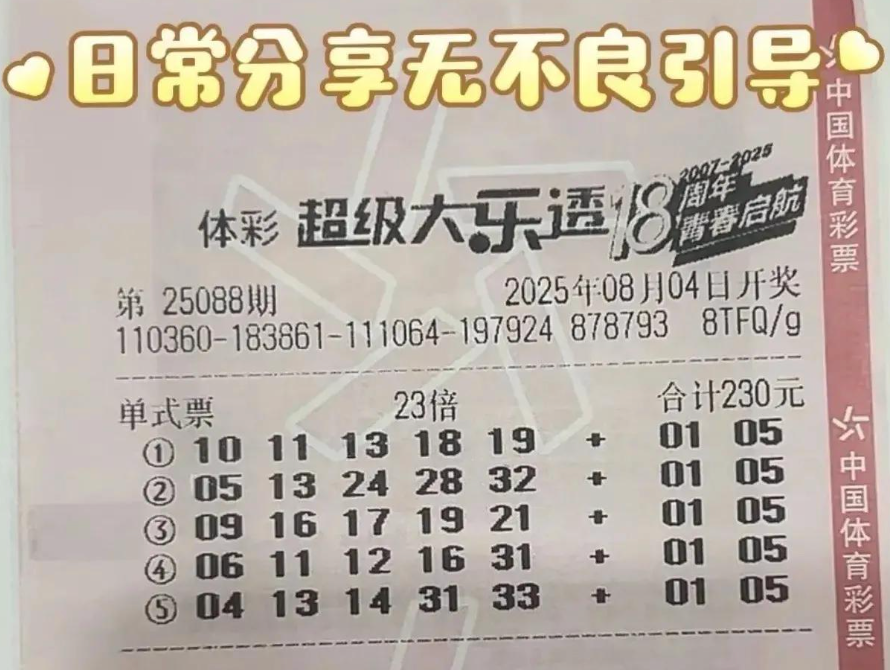 日常分享无不良引导
体彩 超级大乐透 18 2007-2025 周年 青春启航
第 25088期 2025年08月04日开奖
110360-183861-111064-197924 878793 8TFQ/g
单式票 23倍 合计230元
① 10 11 13 18 19 + 01 05
② 05 13 24 28 32 + 01 05
③ 09 16 17 19 21 + 01 05
④ 06 11 12 16 31 + 01 05
⑤ 04 13 14 31 33 + 01 05
中国体育彩票
中国体育彩票